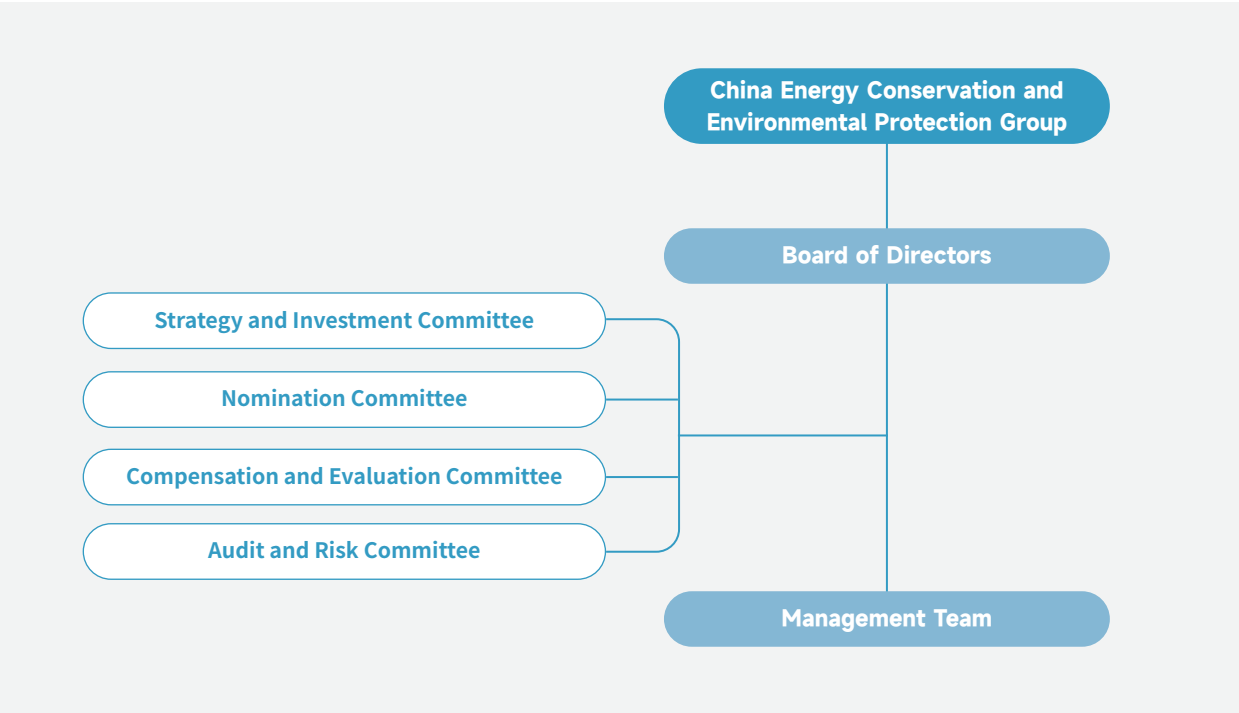 China Energy Conservation and
Environmental Protection Group
Board of Directors
Strategy and Investment Committee
Nomination Committee
Compensation and Evaluation Committee
Audit and Risk Committee
Management Team